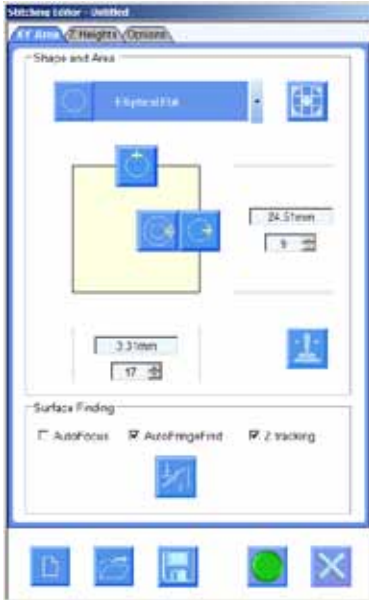 Stitching Editor - Untitled
XY Area Z Heights Options
Shape and Area
Elliptical Flat
24.51mm
9
3.31mm
17
Surface Finding
AutoFocus AutoFringeFind Z tracking